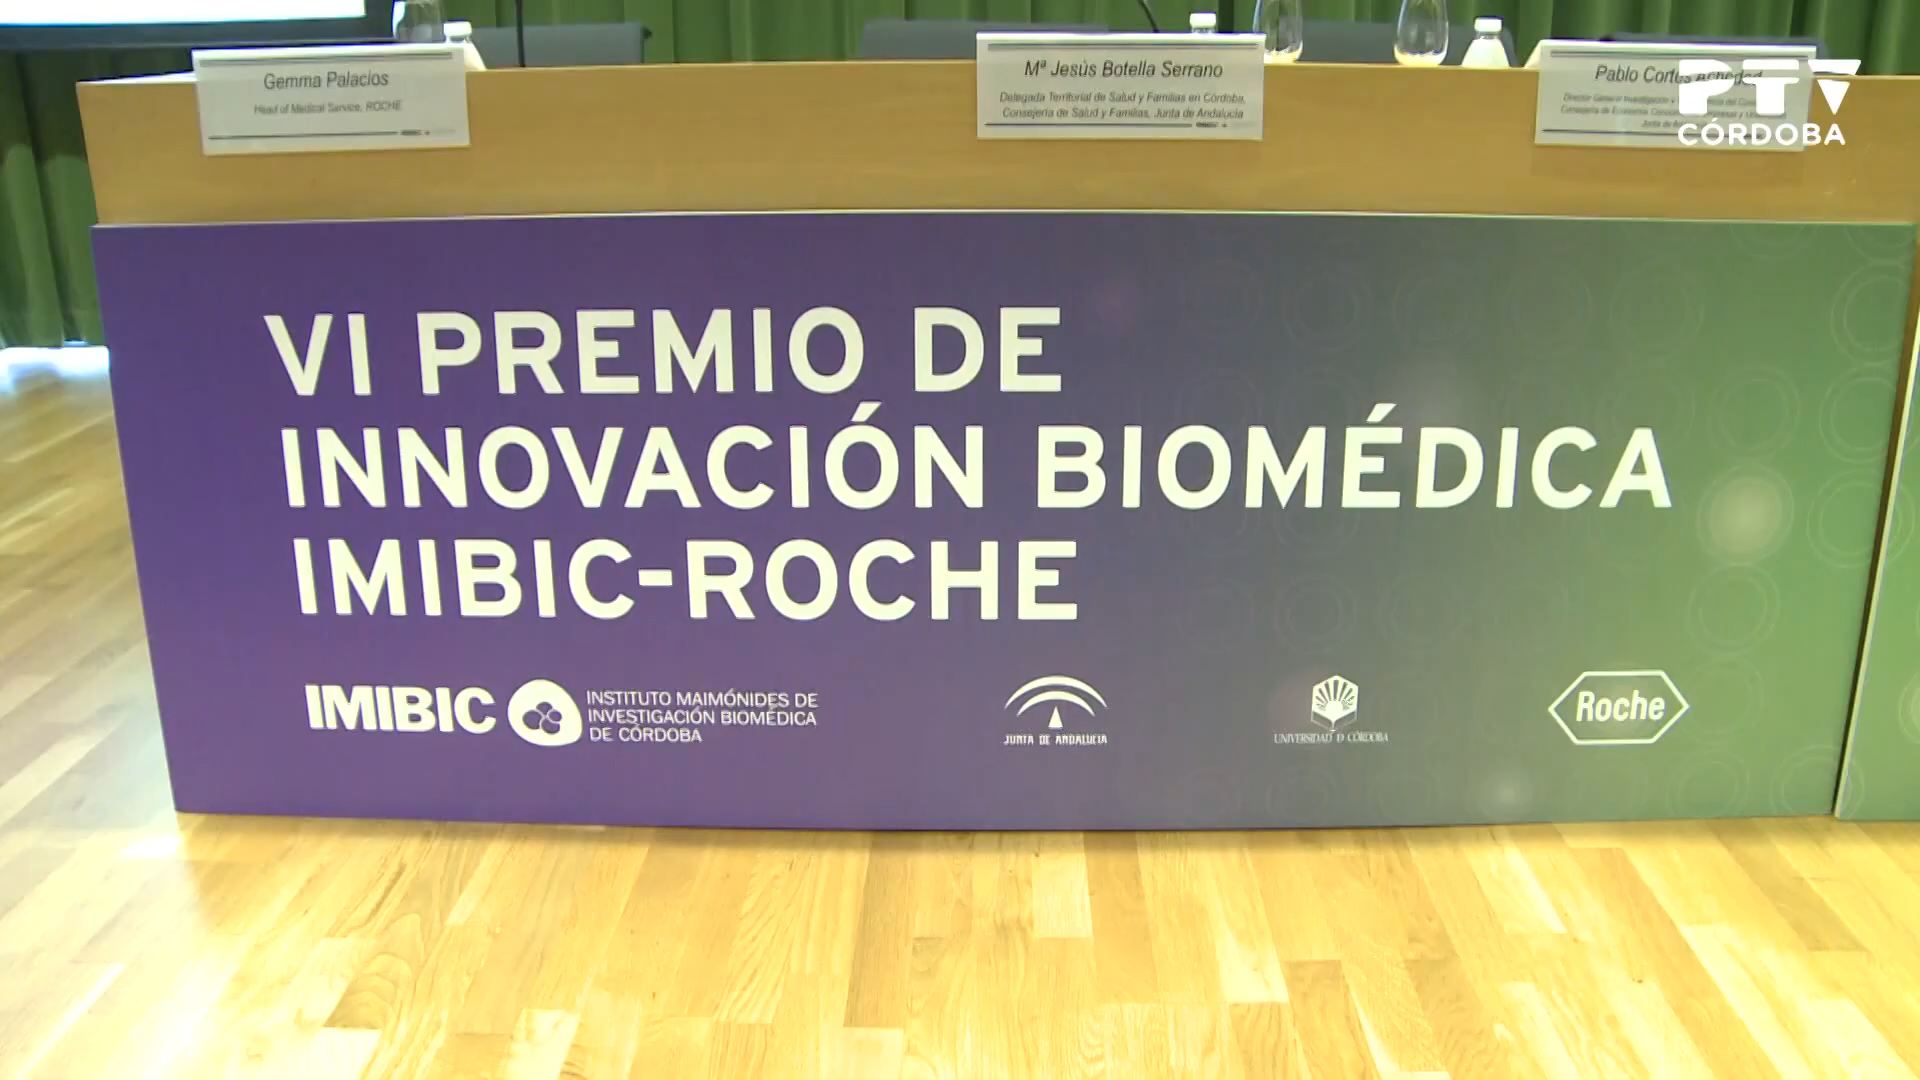 Gemma Palacios
Head of Medical Service, ROCHE
Mª Jesús Botella Serrano
Delegada Territorial de Salud y Familias en Córdoba,
Consejería de Salud y Familias, Junta de Andalucía
Pablo Cortés
PTV
CÓRDOBA
VI PREMIO DE
INNOVACIÓN BIOMÉDICA
IMIBIC-ROCHE
IMIBIC
INSTITUTO MAIMÓNIDES DE
INVESTIGACIÓN BIOMÉDICA
DE CÓRDOBA
JUNTA DE ANDALUCIA
UNIVERSIDAD D CÓRDOBA
Roche